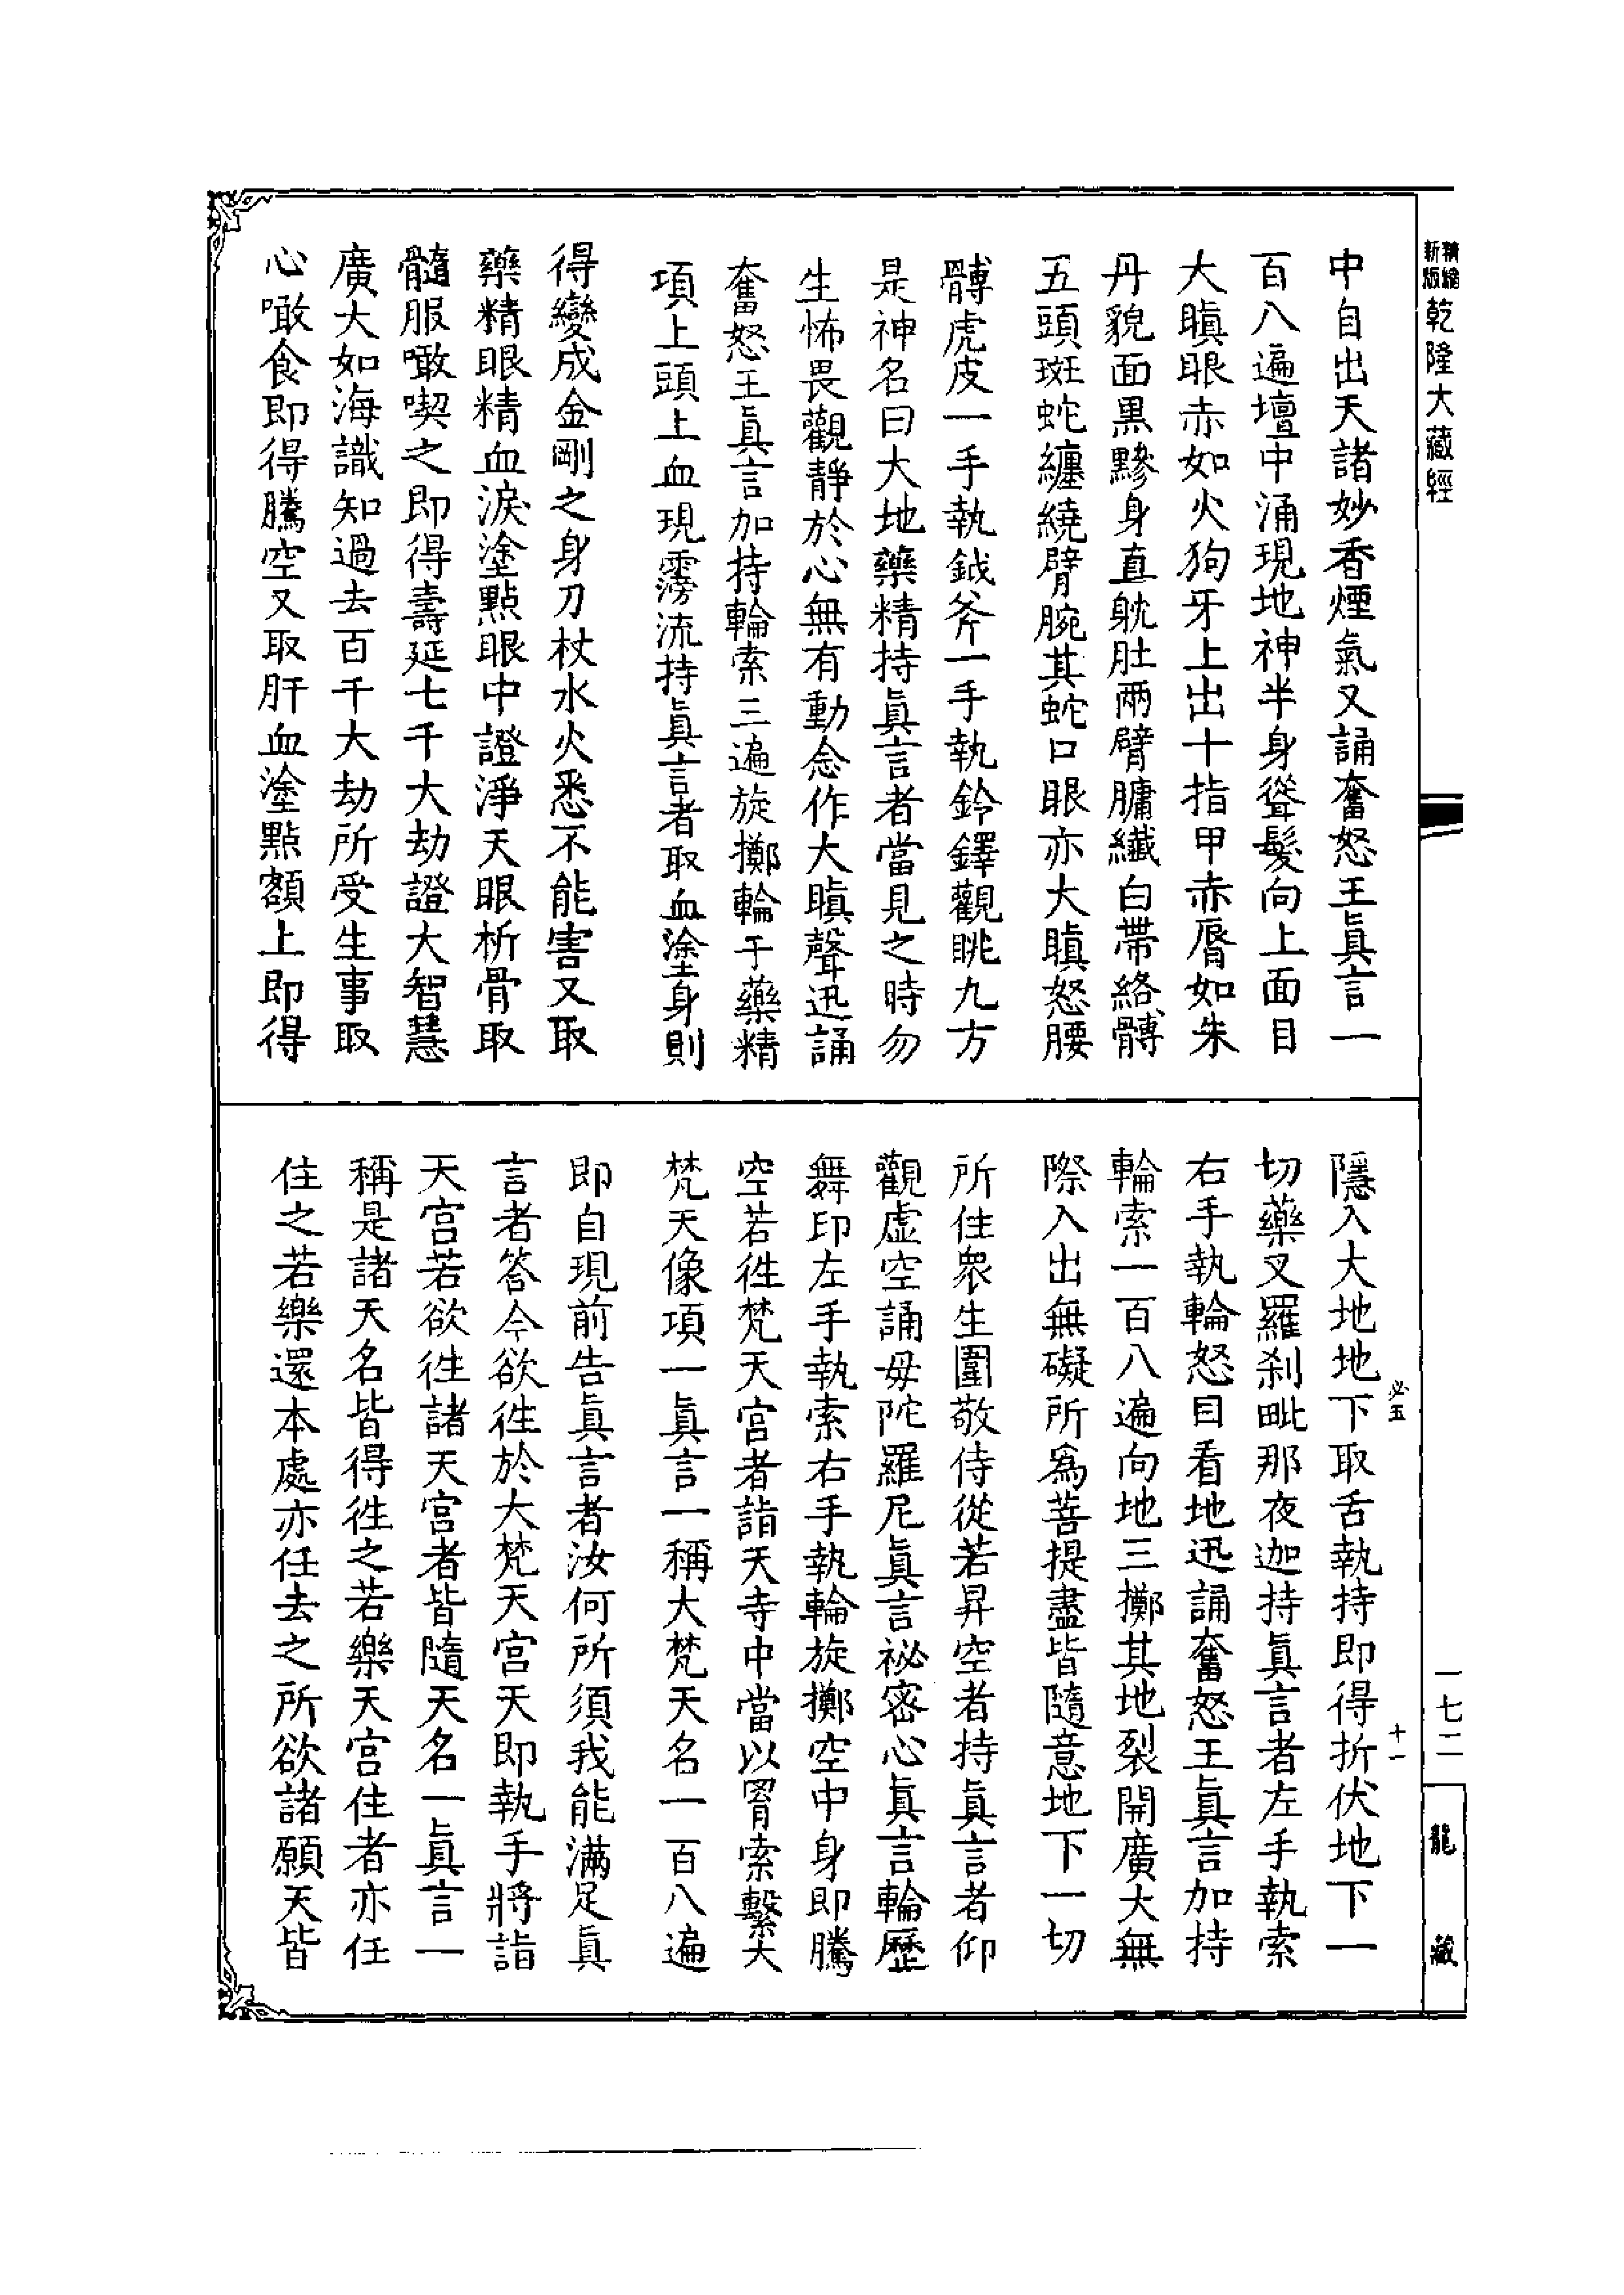 精縮新版
乾隆大藏經
中自出天諸妙香煙氣又誦奮怒王眞言一
百八遍壇中涌現地神半身聳髮向上面目
大瞋眼赤如火狗牙上出十指甲赤脣如朱
丹貌面黒黲身直躭肚兩臂𦟛纖白帶絡髆
五頭斑蛇纏繞臂腕其蛇口眼亦大瞋怒腰
髆虎皮一手執鉞斧一手執鈴鐸觀眺九方
是神名曰大地藥精持眞言者當見之時勿
生怖畏觀靜於心無有動念作大瞋聲迅誦
奮怒王眞言加持輪索三遍旋擲輪于藥精
項上頭上血現霶流持眞言者取血塗身則
得變成金剛之身刀杖水火悉不能害又取
藥精眼精血淚塗點眼中證淨天眼析骨取
髓服噉喫之即得壽延七千大劫證大智慧
廣大如海識知過去百千大劫所受生事取
心噉食即得騰空又取肝血塗點額上即得
隱入大地地下取舌執持即得折伏地下一
切藥叉羅刹毗那夜迦持眞言者左手執索
右手執輪怒目看地迅誦奮怒王眞言加持
輪索一百八遍向地三擲其地裂開廣大無
際入出無礙所爲菩提盡皆隨意地下一切
所住衆生圍敬侍從若昇空者持眞言者仰
觀虛空誦毋陀羅尼眞言祕密心眞言輪歷
舞印左手執索右手執輪旋擲空中身即騰
空若徃梵天宮者詣天寺中當以罥索繫大
梵天像項一眞言一稱大梵天名一百八遍
即自現前告眞言者汝何所須我能滿足眞
言者答今欲徃於大梵天宮天即執手將詣
天宮若欲徃諸天宮者皆隨天名一眞言一
稱是諸天名皆得徃之若樂天宮住者亦任
住之若樂還本處亦任去之所欲諸願天皆
必五
十一
一七二
龍藏